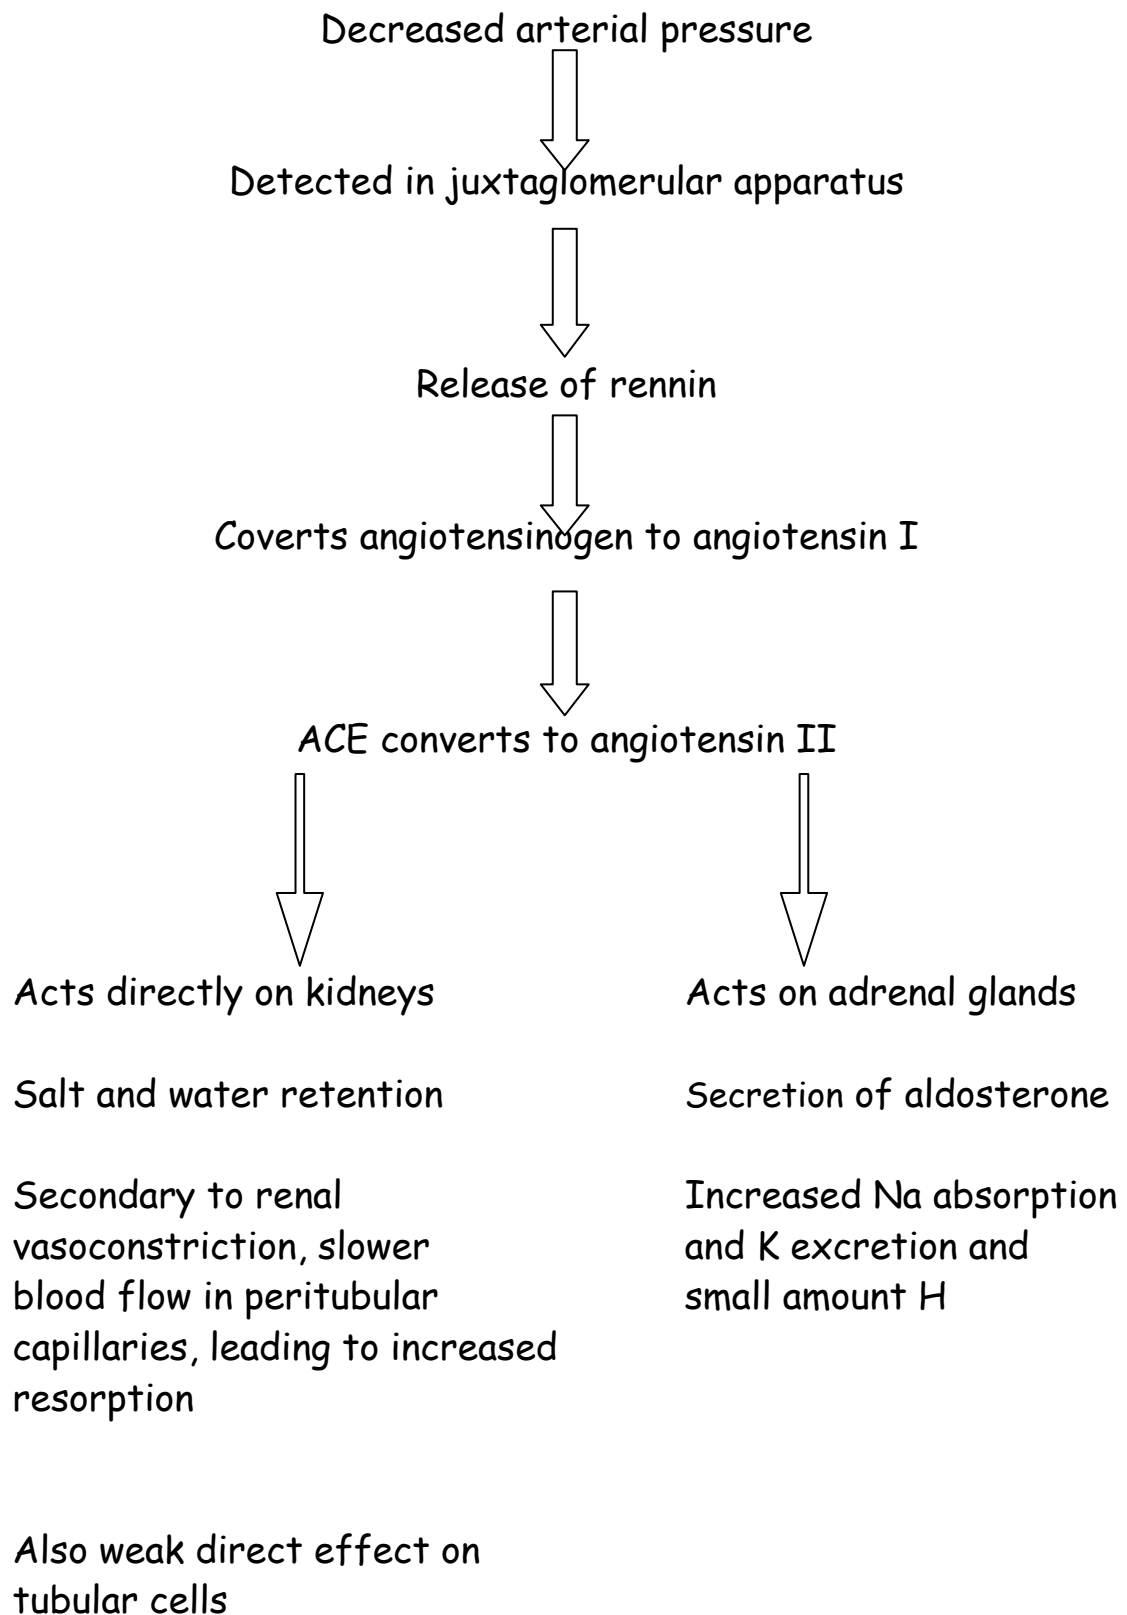 Decreased arterial pressure
Detected in juxtaglomerular apparatus
Release of rennin
Coverts angiotensinogen to angiotensin I
ACE converts to angiotensin II
Acts directly on kidneys
Salt and water retention
Secondary to renal
vasoconstriction, slower
blood flow in peritubular
capillaries, leading to increased
resorption
Also weak direct effect on
tubular cells
Acts on adrenal glands
Secretion of aldosterone
Increased Na absorption
and K excretion and
small amount H